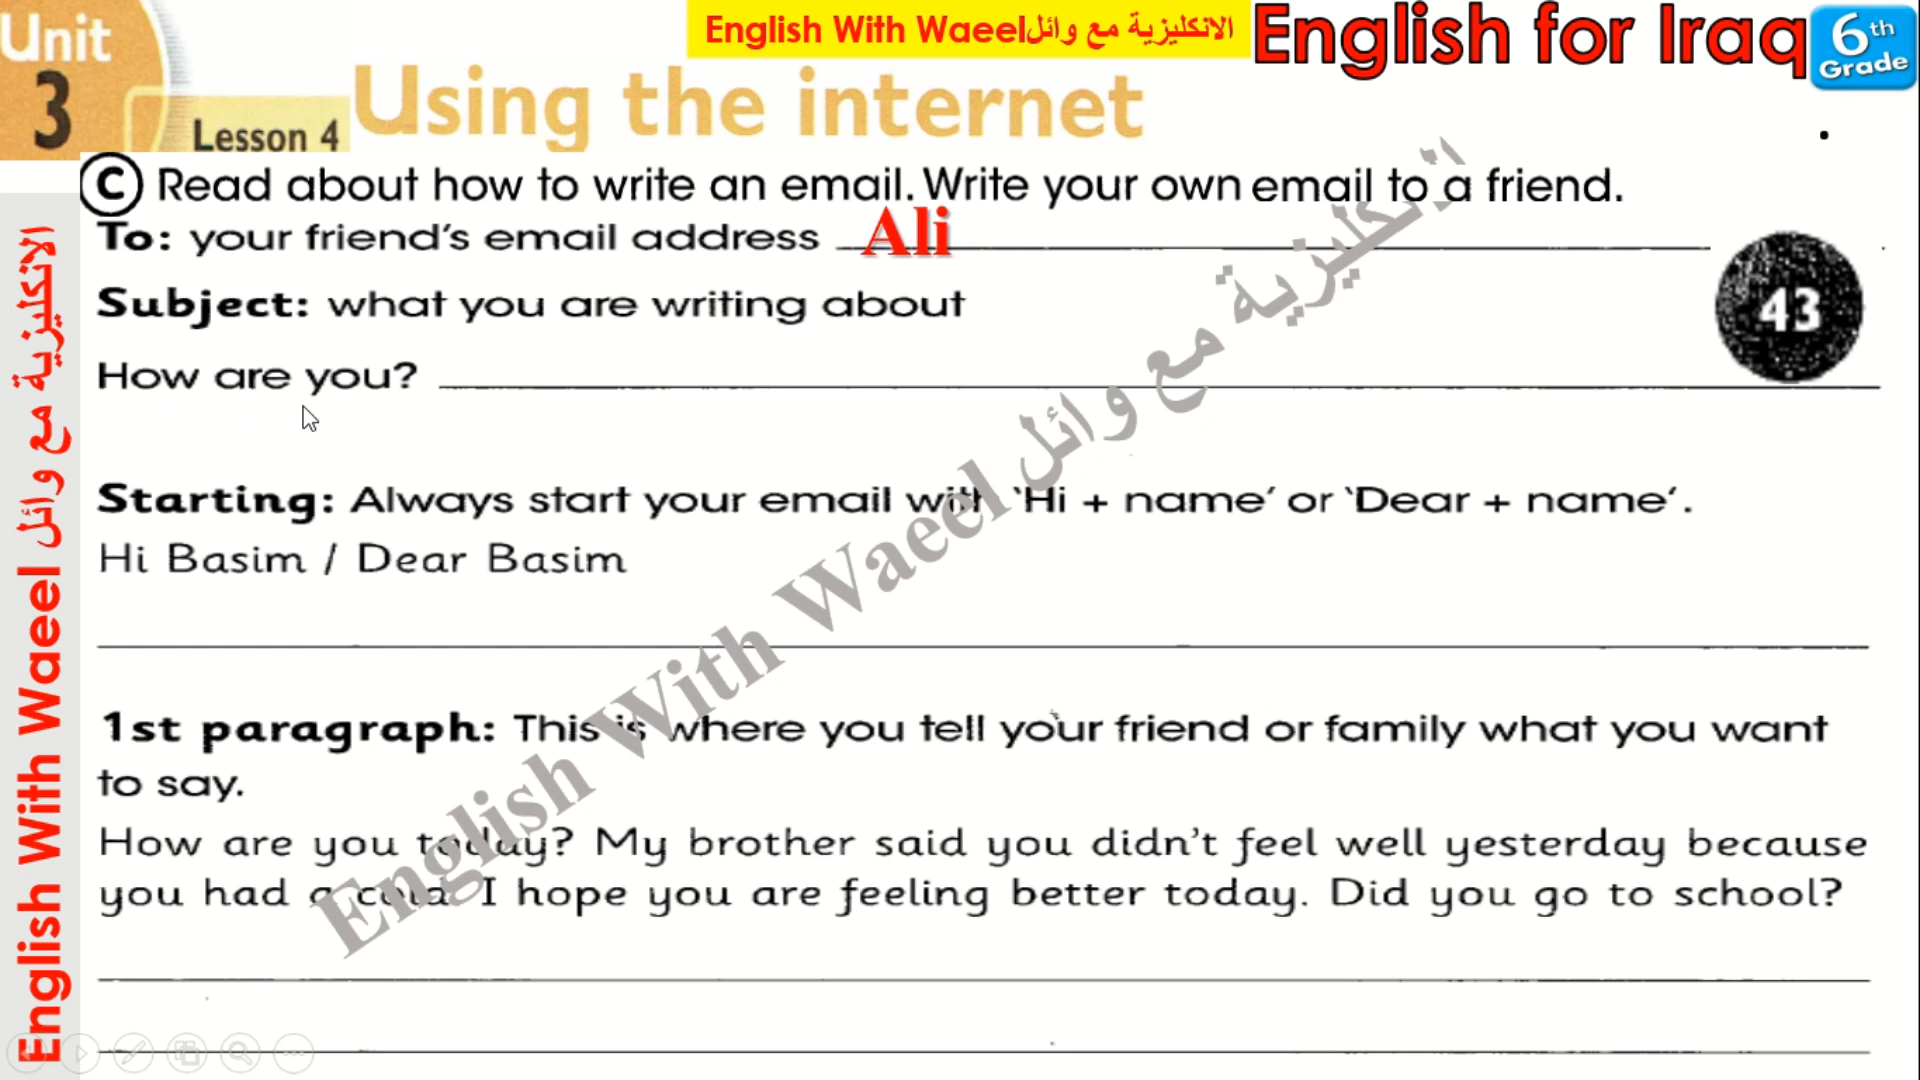 Unit
3
Lesson 4
Using the internet
English With Waeelالانكليزية مع وائل
English for Iraq
6th
Grade
C Read about how to write an email. Write your own email to a friend.
To: your friend's email address Ali
Subject: what you are writing about
43
How are you?
Starting: Always start your email with 'Hi + name' or 'Dear + name'.
Hi Basim / Dear Basim
1st paragraph: This is where you tell your friend or family what you want
to say.
How are you today? My brother said you didn't feel well yesterday because
you had a cold. I hope you are feeling better today. Did you go to school?
English With Waeel الانكليزية مع وائل
English With Waeel الانكليزية مع وائل